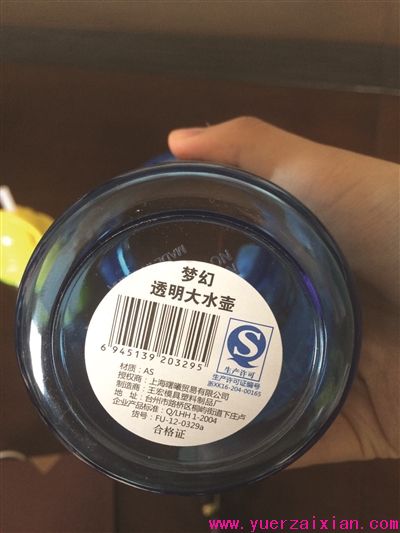 梦幻
透明大水壶
6 945139 203295
生产许可
生产许可证编号
浙XK16-204-00165
材质: AS
授权商: 上海曙曦贸易有限公司
制造商: 王宏模具塑料制品厂
地 址: 台州市路桥区桐屿街道下庄卢
企业产品标准: Q/LHH 1-2004
货号: FU-12-0329a
合格证
www.yuerzaixian.com